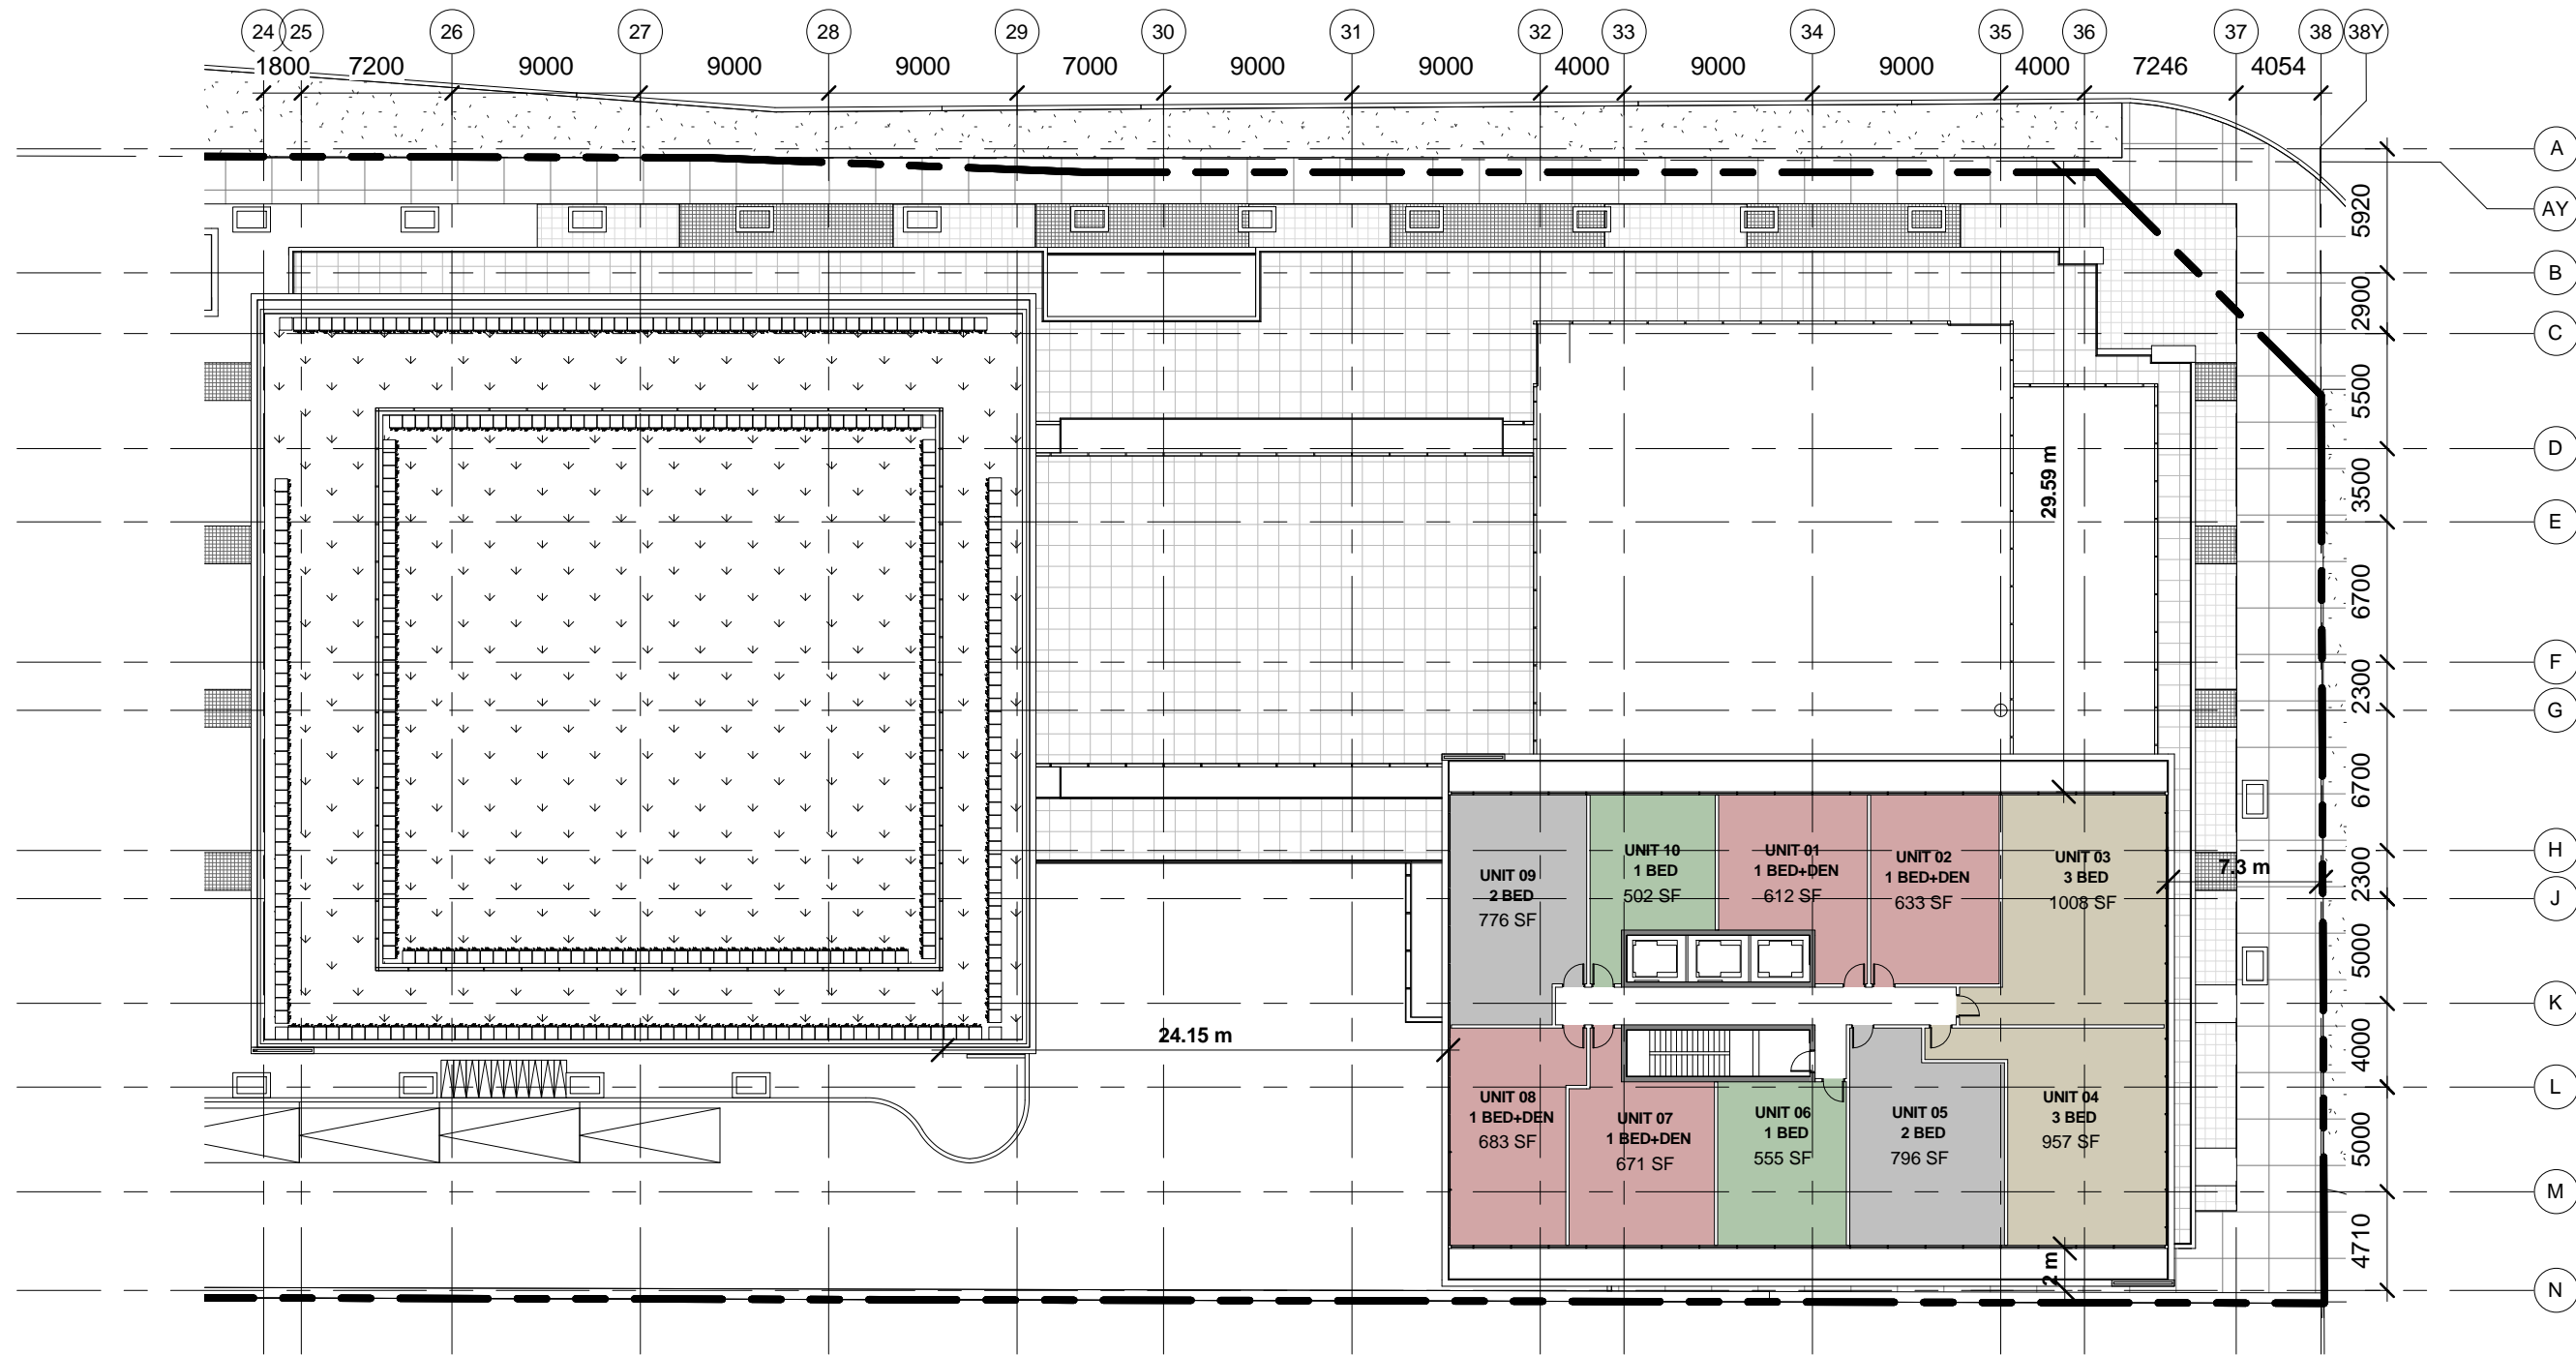 24 25 26 27 28 29 30 31 32 33 34 35 36 37 38 38Y
1800 7200 9000 9000 9000 7000 9000 9000 4000 9000 9000 4000 7246 4054
A
AY
5920
B
2900
C
5500
D
3500
E
6700
F
2300
G
6700
H
2300
J
5000
K
4000
L
5000
M
4710
N
29.59 m
7.3 m
24.15 m
2 m
UNIT 09
2 BED
776 SF
UNIT 10
1 BED
502 SF
UNIT 01
1 BED+DEN
612 SF
UNIT 02
1 BED+DEN
633 SF
UNIT 03
3 BED
1008 SF
UNIT 08
1 BED+DEN
683 SF
UNIT 07
1 BED+DEN
671 SF
UNIT 06
1 BED
555 SF
UNIT 05
2 BED
796 SF
UNIT 04
3 BED
957 SF